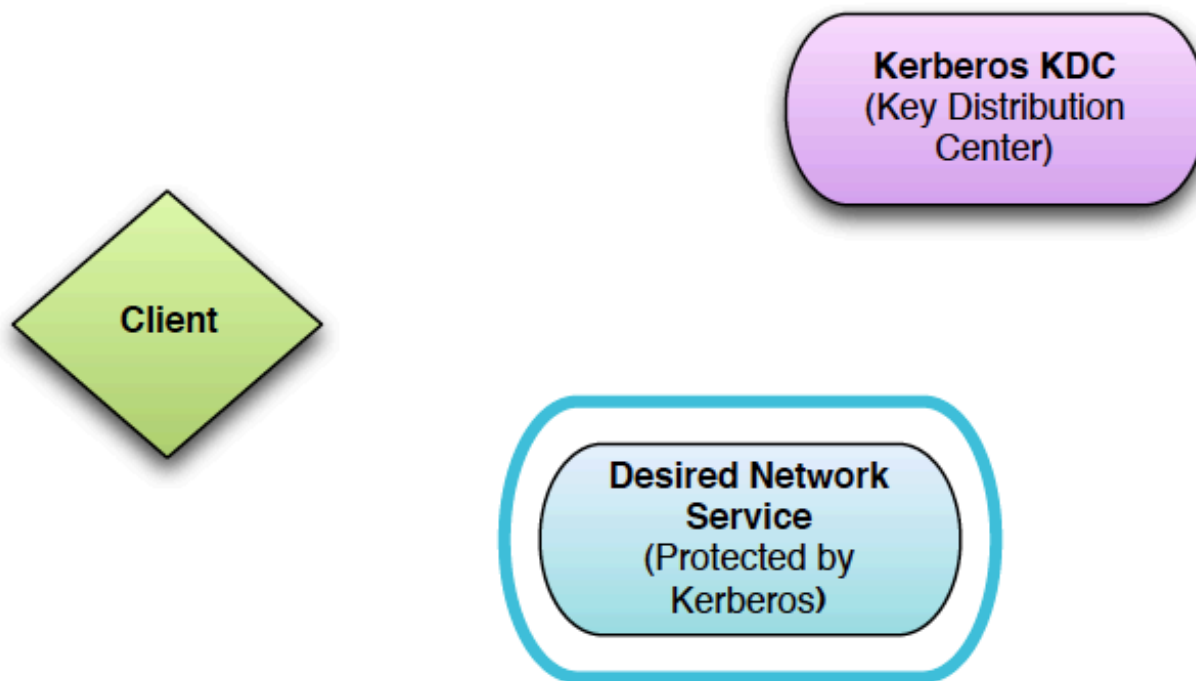 Kerberos KDC
(Key Distribution
Center)
Client
Desired Network
Service
(Protected by
Kerberos)